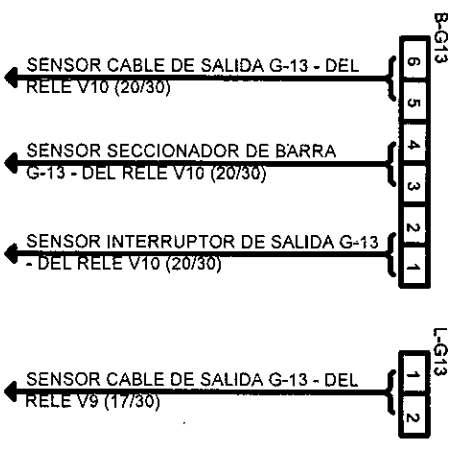 B-G13
SENSOR CABLE DE SALIDA G-13 - DEL
RELE V10 (20/30)
6
5
SENSOR SECCIONADOR DE BARRA
G-13 - DEL RELE V10 (20/30)
4
3
SENSOR INTERRUPTOR DE SALIDA G-13
- DEL RELE V10 (20/30)
2
1
L-G13
SENSOR CABLE DE SALIDA G-13 - DEL
RELE V9 (17/30)
1
2